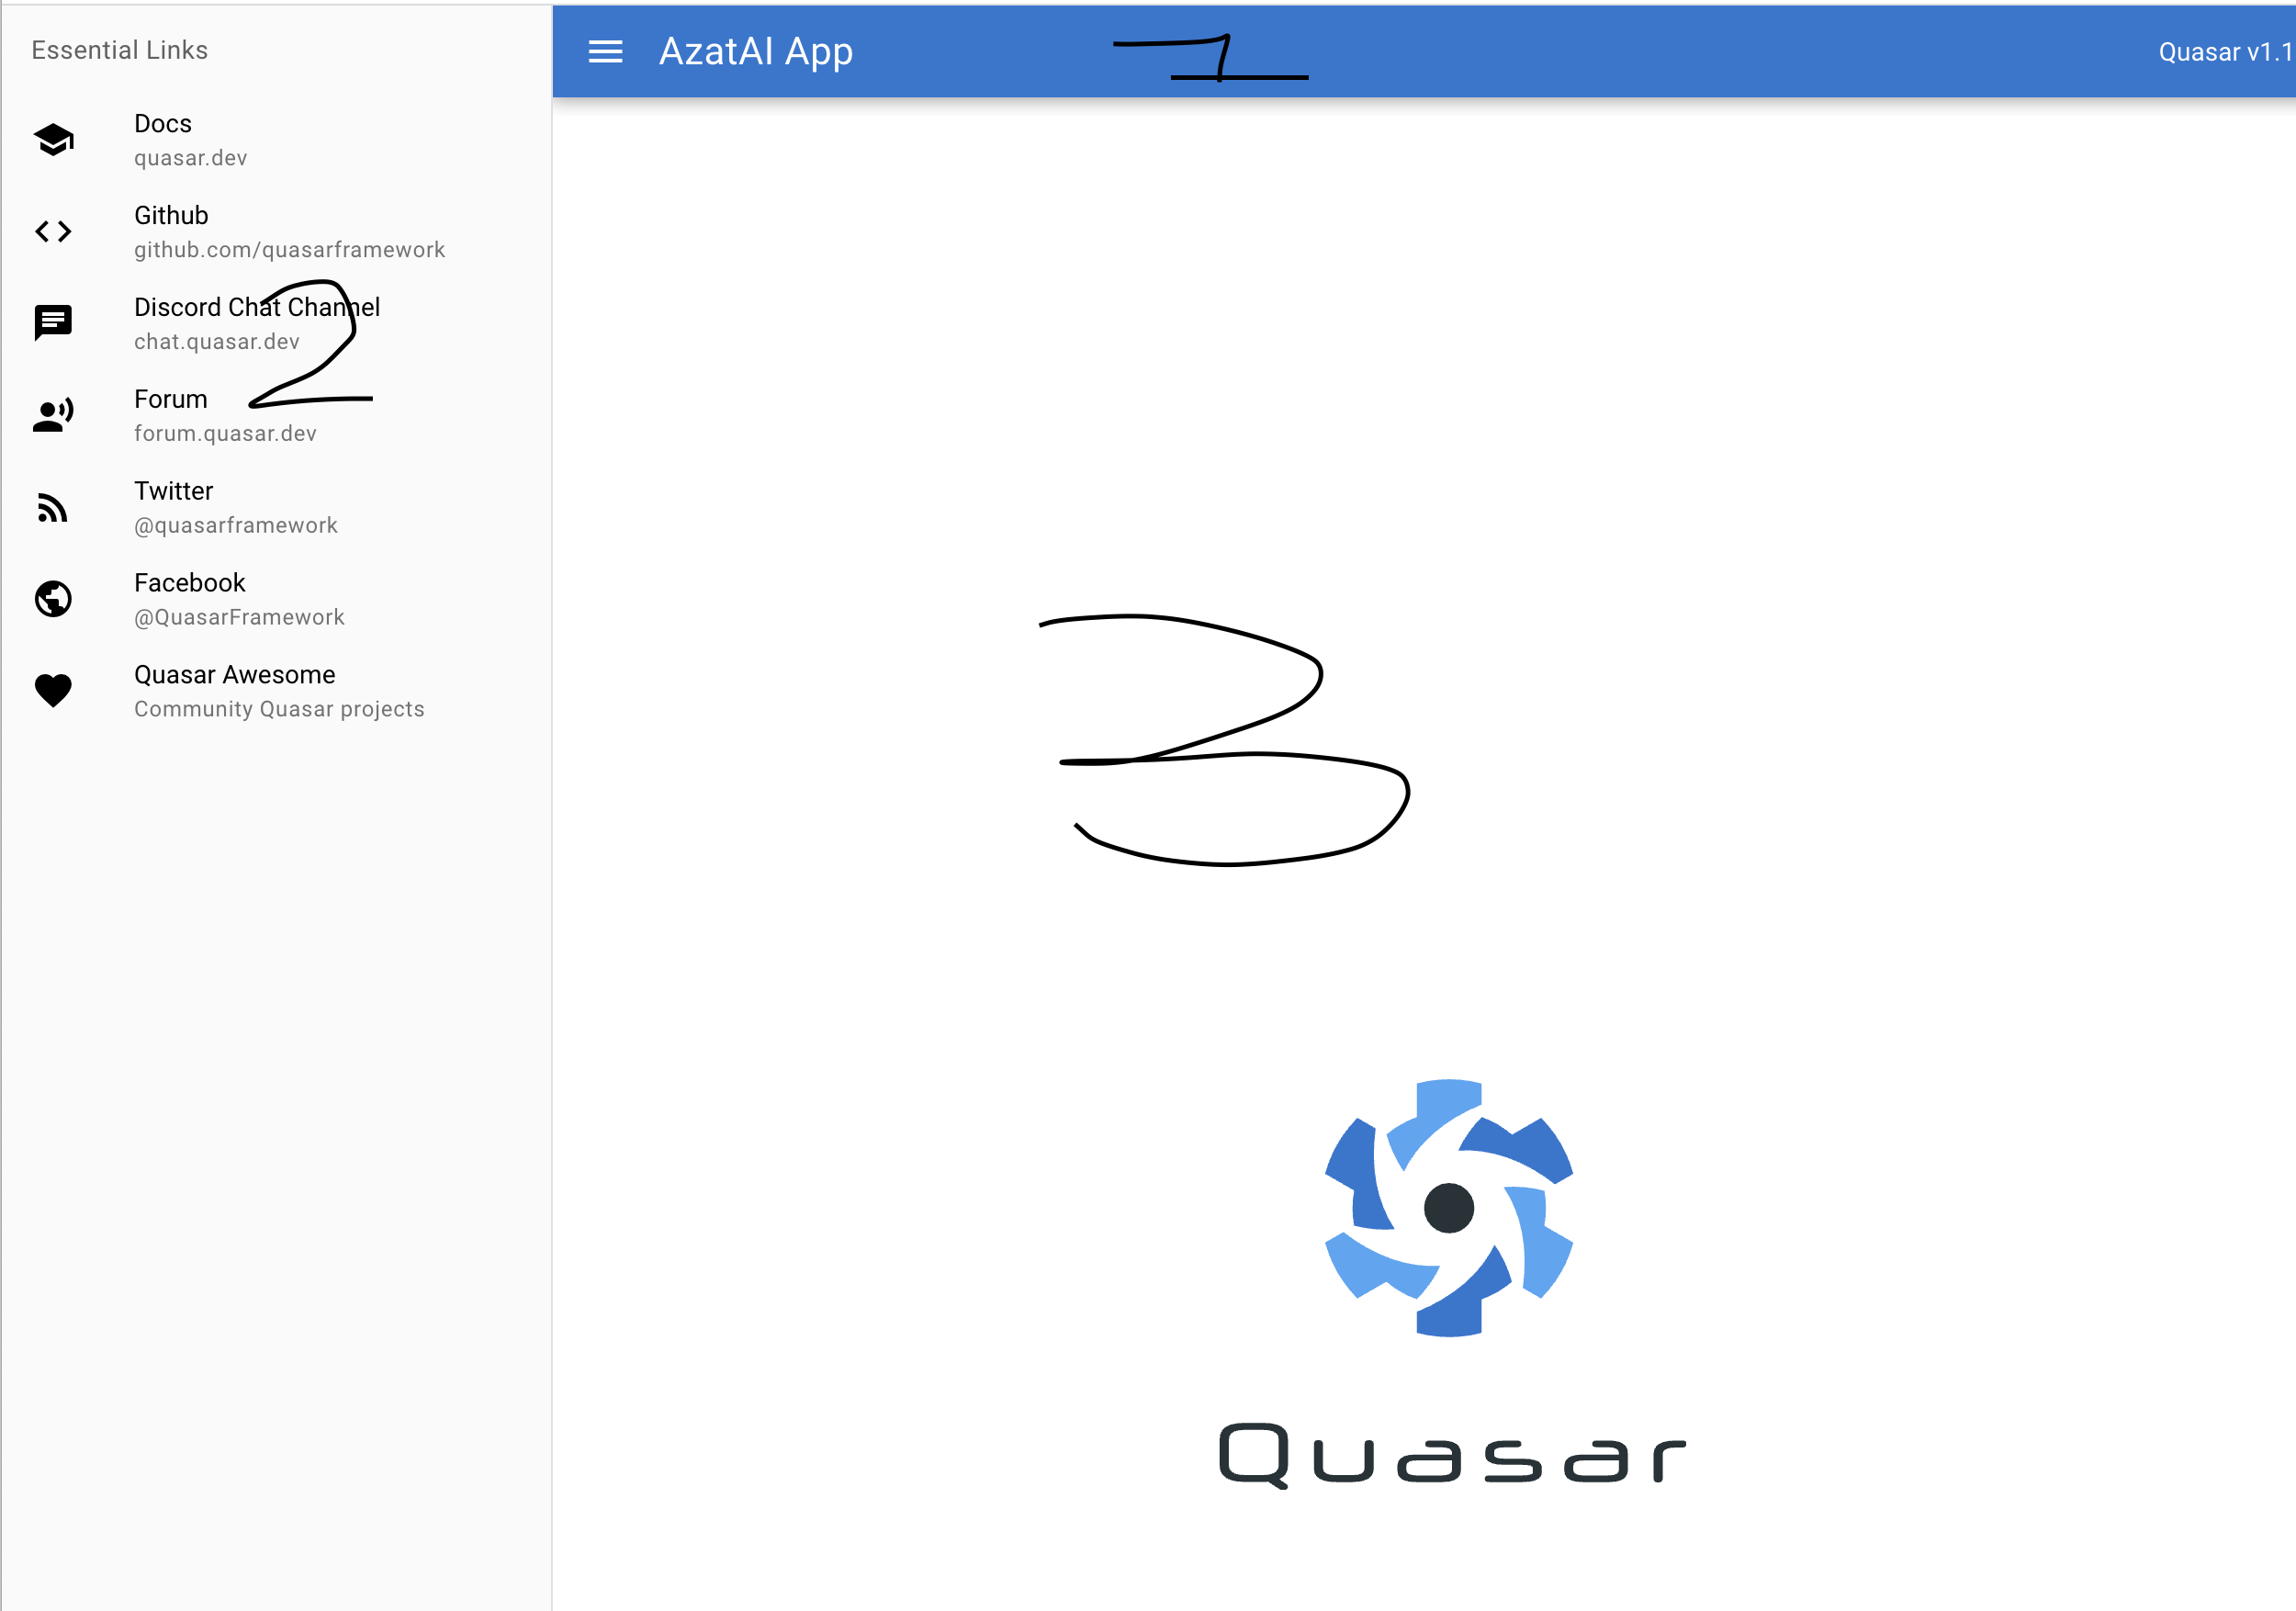 Essential Links
AzatAI App
1
Quasar v1.1
Docs
quasar.dev
Github
github.com/quasarframework
Discord Chat Channel
chat.quasar.dev
2
Forum
forum.quasar.dev
Twitter
@quasarframework
Facebook
@QuasarFramework
Quasar Awesome
Community Quasar projects
3
Quasar